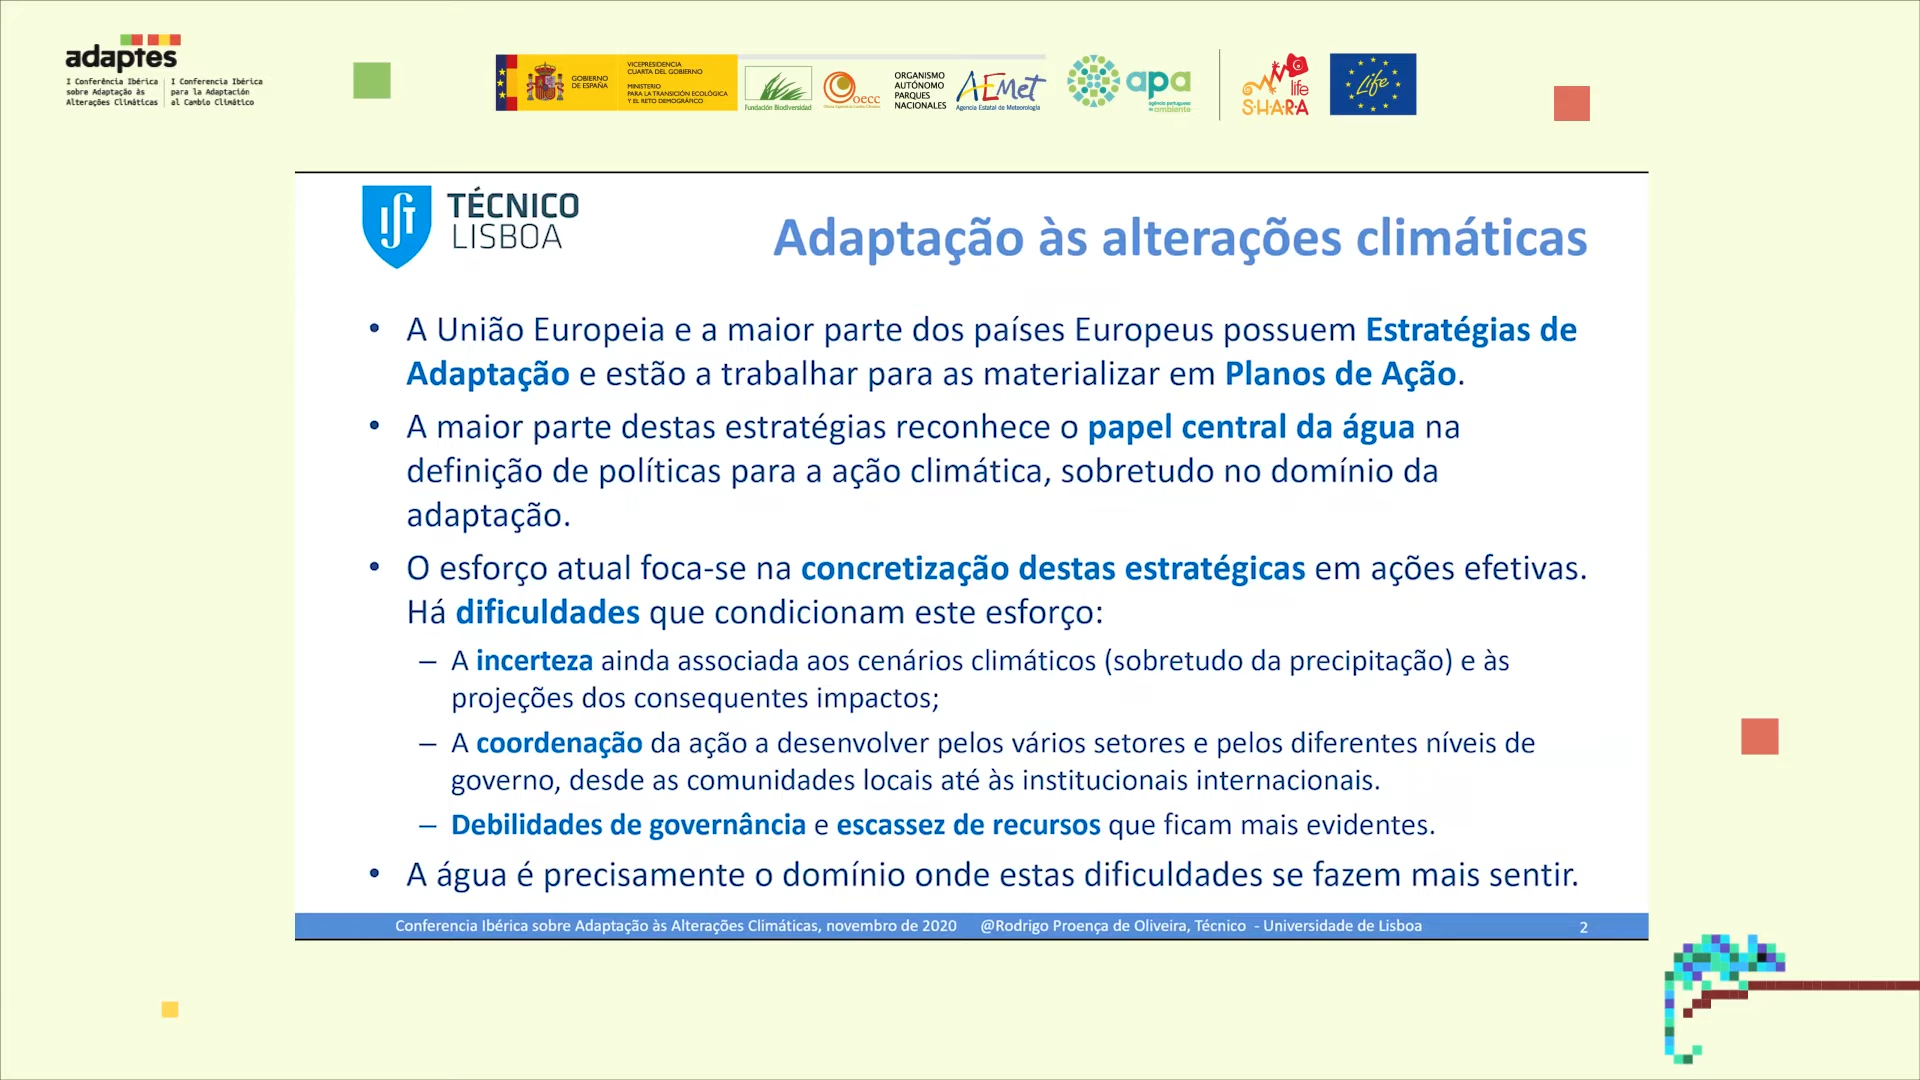 adaptes
I Conferência Ibérica
sobre Adaptação às
Alterações Climáticas
I Conferencia Ibérica
para la Adaptación
al Cambio Climático
GOBIERNO
DE ESPAÑA
VICEPRESIDENCIA
CUARTA DEL GOBIERNO
MINISTERIO
PARA LA TRANSICIÓN ECOLÓGICA
Y EL RETO DEMOGRÁFICO
Fundación Biodiversidad
oecc
ORGANISMO
AUTÓNOMO
PARQUES
NACIONALES
AEMet
Agencia Estatal de Meteorología
apa
agência portuguesa
do ambiente
life
S·H·A·R·A
Life
TÉCNICO
LISBOA
Adaptação às alterações climáticas
• A União Europeia e a maior parte dos países Europeus possuem Estratégias de
Adaptação e estão a trabalhar para as materializar em Planos de Ação.
• A maior parte destas estratégias reconhece o papel central da água na
definição de políticas para a ação climática, sobretudo no domínio da
adaptação.
• O esforço atual foca-se na concretização destas estratégicas em ações efetivas.
Há dificuldades que condicionam este esforço:
– A incerteza ainda associada aos cenários climáticos (sobretudo da precipitação) e às
projeções dos consequentes impactos;
– A coordenação da ação a desenvolver pelos vários setores e pelos diferentes níveis de
governo, desde as comunidades locais até às institucionais internacionais.
– Debilidades de governância e escassez de recursos que ficam mais evidentes.
• A água é precisamente o domínio onde estas dificuldades se fazem mais sentir.
Conferencia Ibérica sobre Adaptação às Alterações Climáticas, novembro de 2020 @Rodrigo Proença de Oliveira, Técnico - Universidade de Lisboa 2